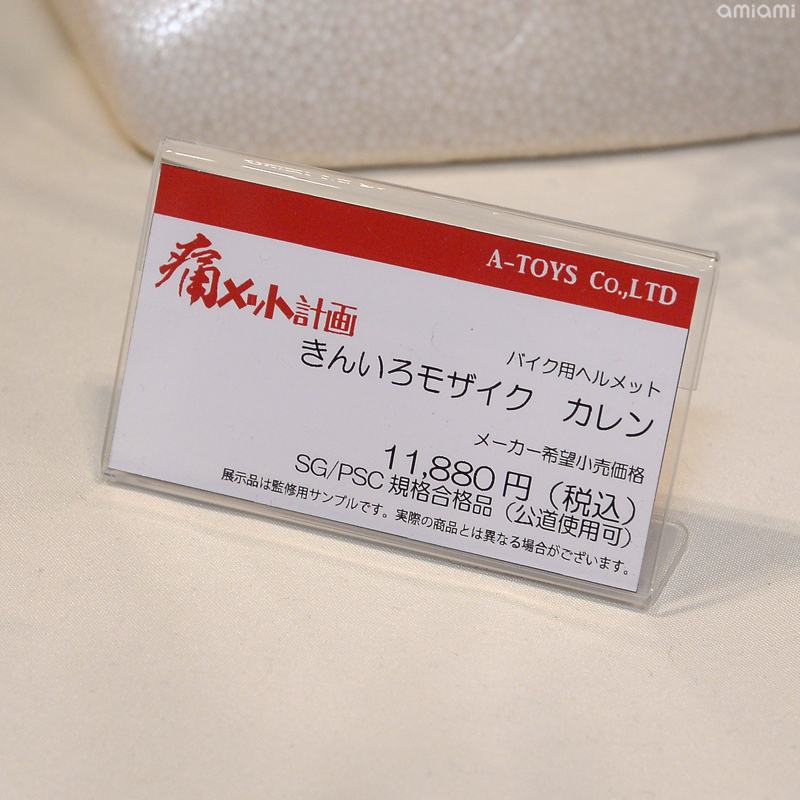 amiami
A-TOYS Co.,LTD
痛メット計画
バイク用ヘルメット
きんいろモザイク カレン
メーカー希望小売価格
11,880円（税込）
SG/PSC規格合格品（公道使用可）
展示品は監修用サンプルです。実際の商品とは異なる場合がございます。